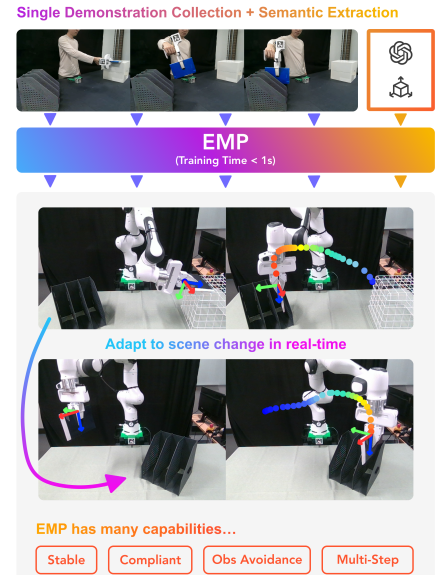 Single Demonstration Collection + Semantic Extraction
EMP
(Training Time < 1s)
Adapt to scene change in real-time
EMP has many capabilities…
Stable
Compliant
Obs Avoidance
Multi-Step